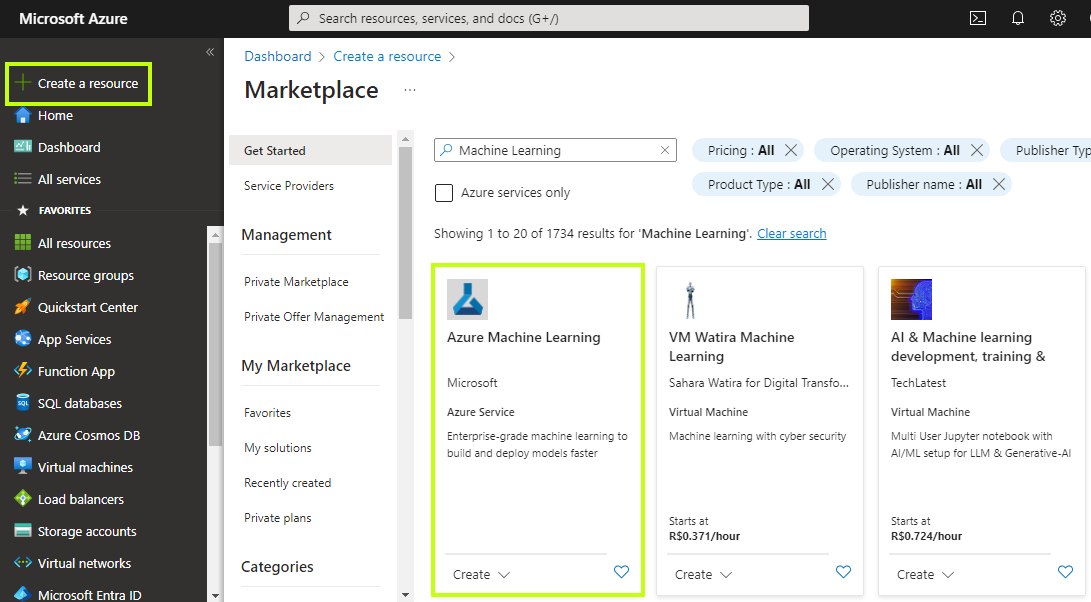 Microsoft Azure
Search resources, services, and docs (G+/)
Create a resource
Home
Dashboard
All services
FAVORITES
All resources
Resource groups
Quickstart Center
App Services
Function App
SQL databases
Azure Cosmos DB
Virtual machines
Load balancers
Storage accounts
Virtual networks
Microsoft Entra ID
Dashboard > Create a resource >
Marketplace ...
Get Started
Service Providers
Management
Private Marketplace
Private Offer Management
My Marketplace
Favorites
My solutions
Recently created
Private plans
Categories
Machine Learning
Pricing : All
Operating System : All
Publisher Typ
Azure services only
Product Type : All
Publisher name : All
Showing 1 to 20 of 1734 results for 'Machine Learning'. Clear search
Azure Machine Learning
Microsoft
Azure Service
Enterprise-grade machine learning to
build and deploy models faster
Create
VM Watira Machine
Learning
Sahara Watira for Digital Transfo...
Virtual Machine
Machine learning with cyber security
Starts at
R$0.371/hour
Create
AI & Machine learning
development, training &
TechLatest
Virtual Machine
Multi User Jupyter notebook with
AI/ML setup for LLM & Generative-AI
Starts at
R$0.724/hour
Create